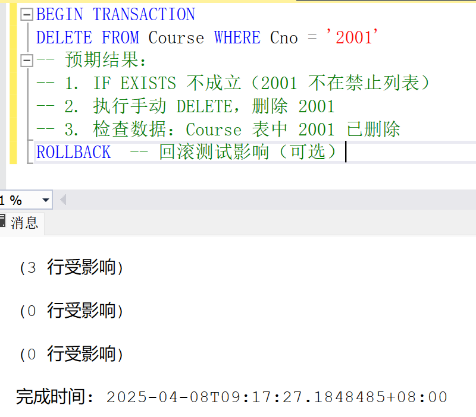 BEGIN TRANSACTION
DELETE FROM Course WHERE Cno = '2001'
-- 预期结果：
-- 1. IF EXISTS 不成立（2001 不在禁止列表）
-- 2. 执行手动 DELETE，删除 2001
-- 3. 检查数据：Course 表中 2001 已删除
ROLLBACK  -- 回滚测试影响（可选）
1 %
消息
(3 行受影响)
(0 行受影响)
(0 行受影响)
完成时间: 2025-04-08T09:17:27.1848485+08:00